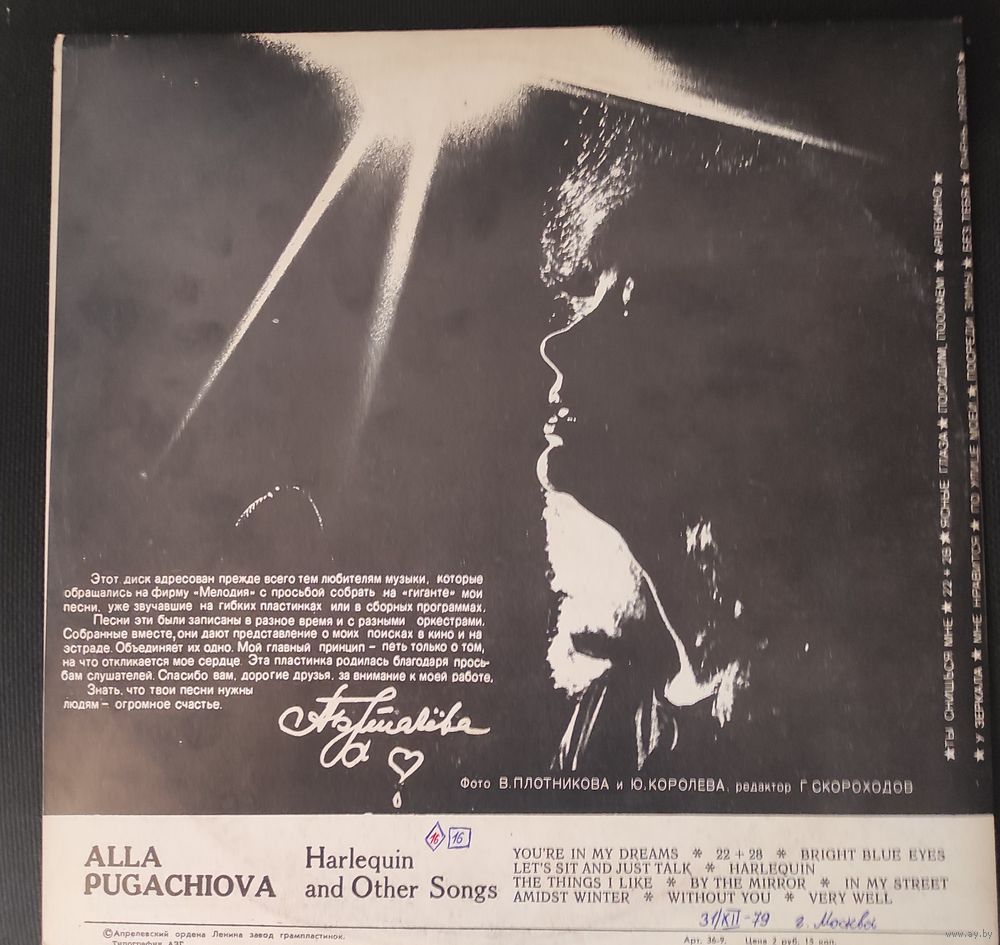 Этот диск адресован прежде всего тем любителям музыки, которые
обращались на фирму «Мелодия» с просьбой собрать на «гиганте» мои
песни, уже звучавшие на гибких пластинках или в сборных программах.
Песни эти были записаны в разное время и с разными оркестрами.
Собранные вместе, они дают представление о моих поисках в кино и на
эстраде. Объединяет их одно. Мой главный принцип – петь только о том,
на что откликается мое сердце. Эта пластинка родилась благодаря прось-
бам слушателей. Спасибо вам, дорогие друзья, за внимание к моей работе.
Знать, что твои песни нужны
людям – огромное счастье.
Фото В. ПЛОТНИКОВА и Ю. КОРОЛЕВА, редактор Г. СКОРОХОДОВ
★ ТЫ СНИШЬСЯ МНЕ ★ 22 + 28 ★ ЯСНЫЕ ГЛАЗА ★ ПОСИДИМ, ПООКАЕМ ★ АРЛЕКИНО ★
★ У ЗЕРКАЛА ★ МНЕ НРАВИТСЯ ★ ПО УЛИЦЕ МОЕЙ ★ ПОСРЕДИ ЗИМЫ ★ БЕЗ ТЕБЯ ★
16 16
ALLA
PUGACHIOVA
Harlequin
and Other Songs
YOU'RE IN MY DREAMS * 22 + 28 * BRIGHT BLUE EYES
LET'S SIT AND JUST TALK * HARLEQUIN
THE THINGS I LIKE * BY THE MIRROR * IN MY STREET
AMIDST WINTER * WITHOUT YOU * VERY WELL
31/XII-79 г. Москва
©Апрелевский ордена Ленина завод грампластинок.
Типография АЗГ
Арт. 36-9. Цена 2 руб. 15 коп.
www.ay.by